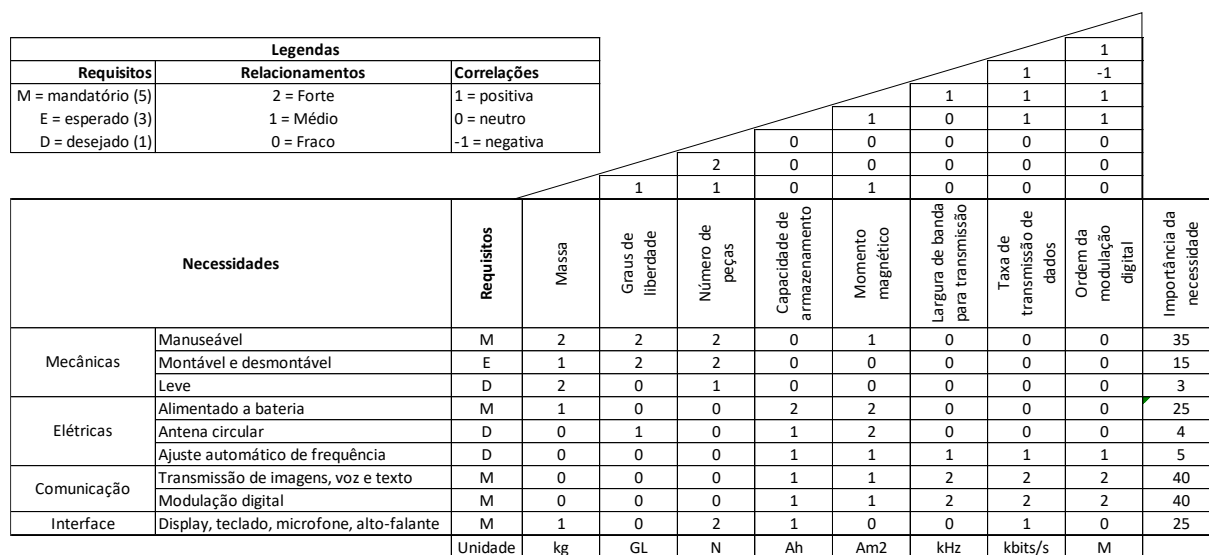 Legendas
Requisitos Relacionamentos Correlações
M = mandatório (5) 2 = Forte 1 = positiva
E = esperado (3) 1 = Médio 0 = neutro
D = desejado (1) 0 = Fraco -1 = negativa
1
1 -1
1 1 1
1 0 1 1
0 0 0 0 0
2 0 0 0 0 0
1 1 0 1 0 0 0
Necessidades Requisitos Massa Graus de liberdade Número de peças Capacidade de armazenamento Momento magnético Largura de banda para transmissão Taxa de transmissão de dados Ordem da modulação digital Importância da necessidade
Mecânicas
Manuseável M 2 2 2 0 1 0 0 0 35
Montável e desmontável E 1 2 2 0 0 0 0 0 15
Leve D 2 0 1 0 0 0 0 0 3
Elétricas
Alimentado a bateria M 1 0 0 2 2 0 0 0 25
Antena circular D 0 1 0 1 2 0 0 0 4
Ajuste automático de frequência D 0 0 0 1 1 1 1 1 5
Comunicação
Transmissão de imagens, voz e texto M 0 0 0 1 1 2 2 2 40
Modulação digital M 0 0 0 1 1 2 2 2 40
Interface Display, teclado, microfone, alto-falante M 1 0 2 1 0 0 1 0 25
Unidade kg GL N Ah Am2 kHz kbits/s M